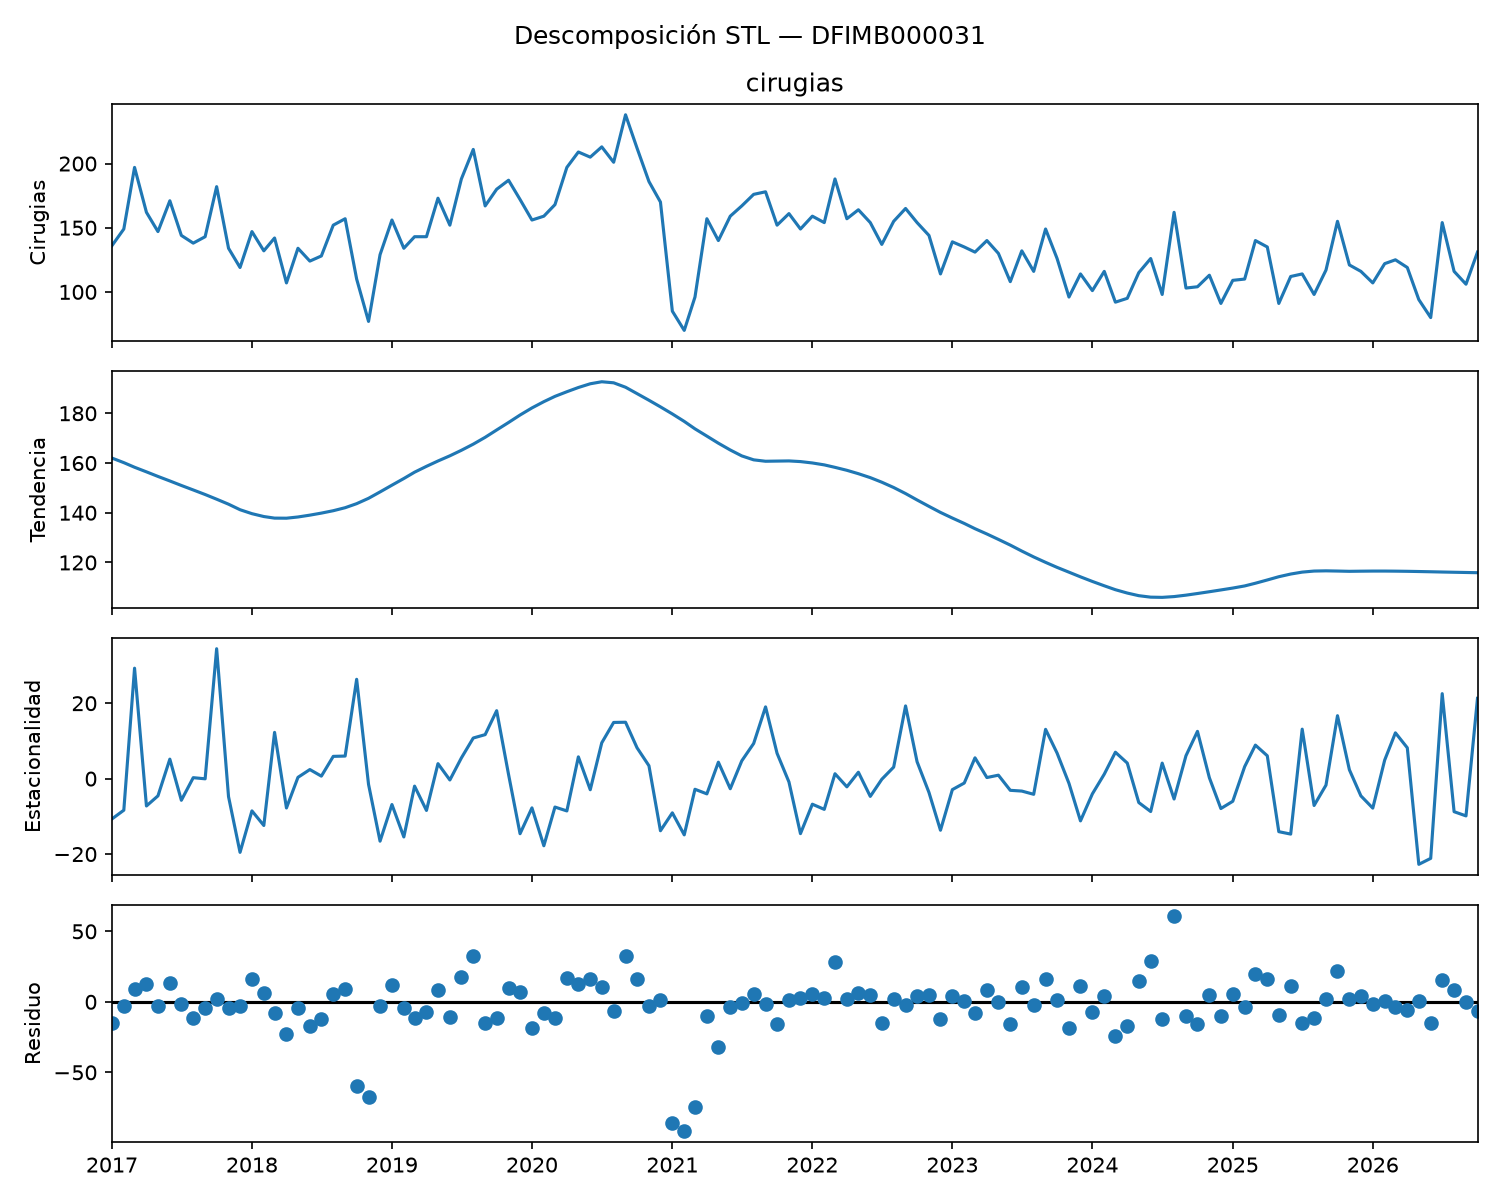 Descomposición STL — DFIMB000031
cirugias
Cirugias
200
150
100
Tendencia
180
160
140
120
Estacionalidad
20
0
−20
Residuo
50
0
−50
2017 2018 2019 2020 2021 2022 2023 2024 2025 2026